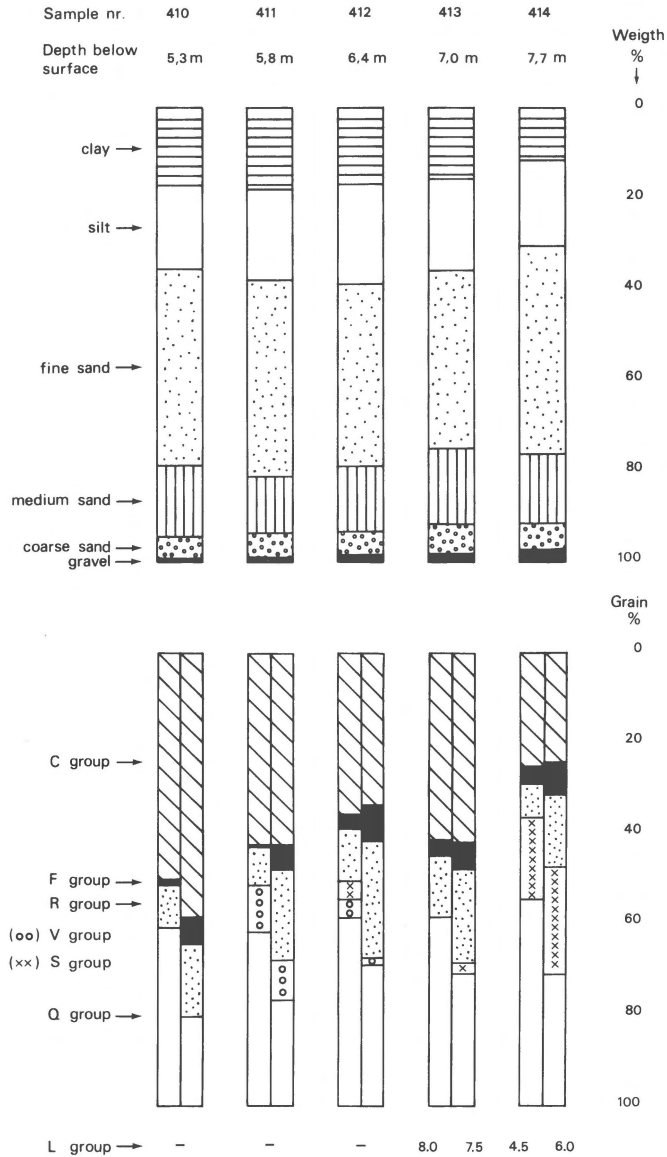 Sample nr. 410 411 412 413 414
Weigth
Depth below 5,3 m 5,8 m 6,4 m 7,0 m 7,7 m %
surface
0
clay
20
silt
40
fine sand
60
80
medium sand
coarse sand
gravel 100
Grain
%
0
20
C group
40
F group
R group 60
(oo) V group
(xx) S group
Q group 80
100
L group – – – 8.0 7.5 4.5 6.0